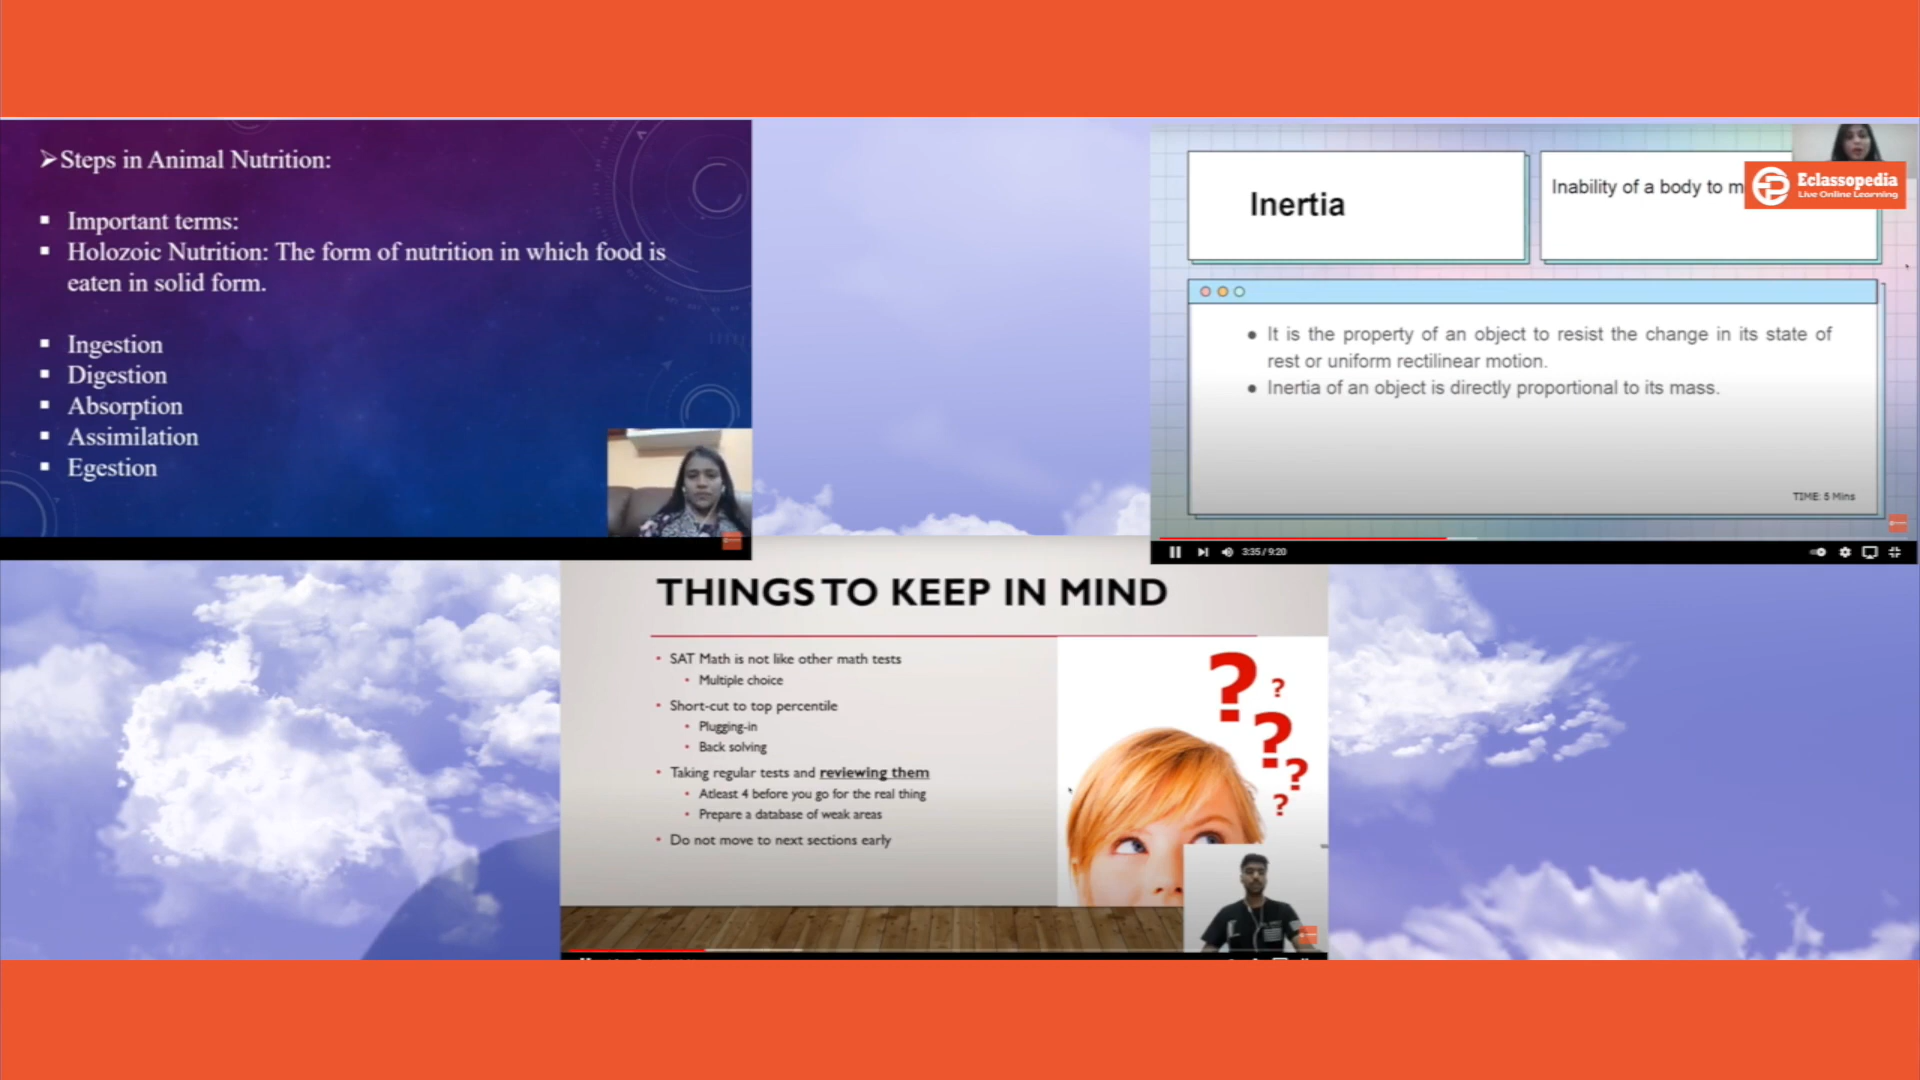 ➢Steps in Animal Nutrition:
▪ Important terms:
▪ Holozoic Nutrition: The form of nutrition in which food is
eaten in solid form.
▪ Ingestion
▪ Digestion
▪ Absorption
▪ Assimilation
▪ Egestion
Inertia
Inability of a body to m
Eclassopedia
Live Online Learning
• It is the property of an object to resist the change in its state of
rest or uniform rectilinear motion.
• Inertia of an object is directly proportional to its mass.
TIME: 5 Mins
3:35 / 9:20
THINGS TO KEEP IN MIND
• SAT Math is not like other math tests
• Multiple choice
• Short-cut to top percentile
• Plugging-in
• Back solving
• Taking regular tests and reviewing them
• Atleast 4 before you go for the real thing
• Prepare a database of weak areas
• Do not move to next sections early
?
?
?
?
?